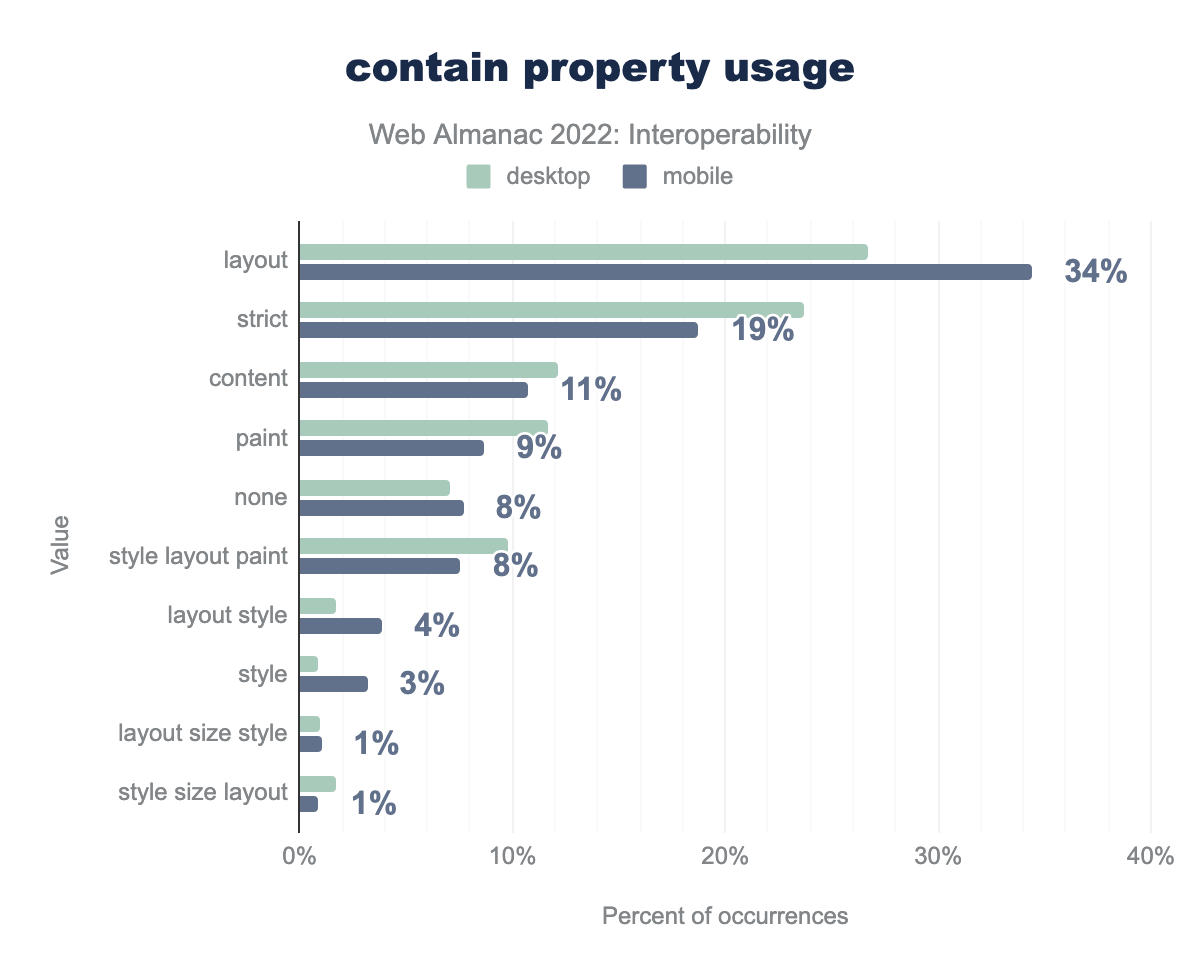 contain property usage
Web Almanac 2022: Interoperability
desktop mobile
layout 34%
strict 19%
content 11%
paint 9%
none 8%
style layout paint 8%
layout style 4%
style 3%
layout size style 1%
style size layout 1%
Value
0% 10% 20% 30% 40%
Percent of occurrences